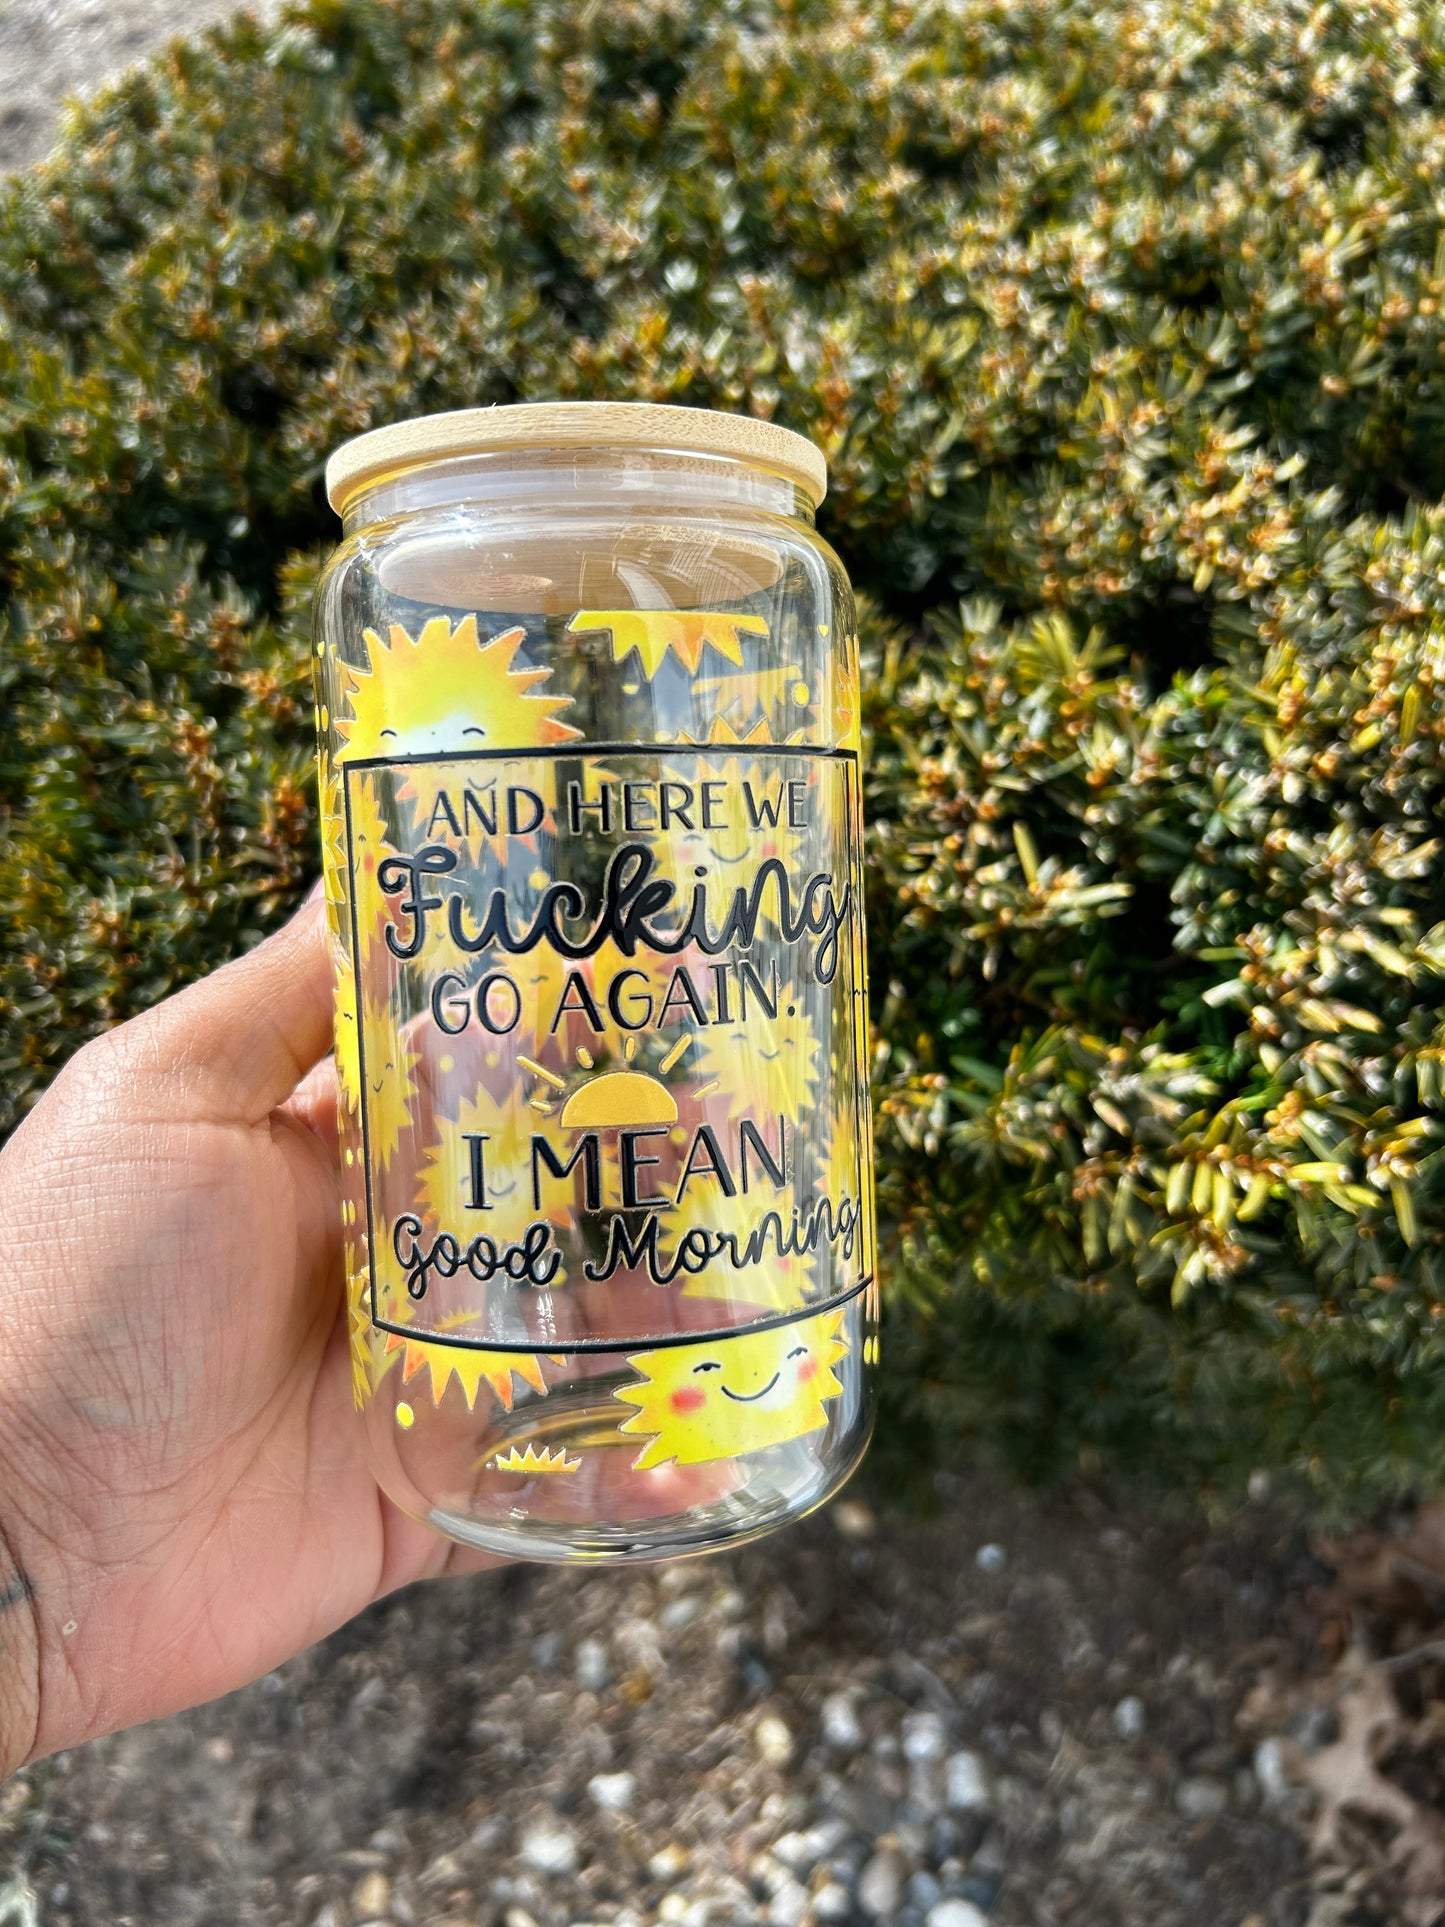 AND HERE WE
Fucking
GO AGAIN.
I MEAN
Good Morning